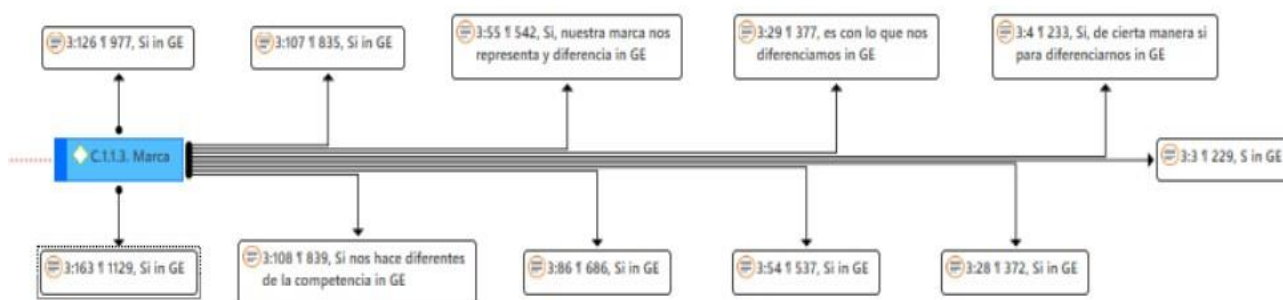 3:126 ¶ 977, Si in GE
3:107 ¶ 835, Si in GE
3:55 ¶ 542, Si, nuestra marca nos
representa y diferencia in GE
3:29 ¶ 377, es con lo que nos
diferenciamos in GE
3:4 ¶ 233, Si, de cierta manera si
para diferenciarnos in GE
C.1.1.3. Marca
3:3 ¶ 229, S in GE
3:163 ¶ 1129, Si in GE
3:108 ¶ 839, Si nos hace diferentes
de la competencia in GE
3:86 ¶ 686, Si in GE
3:54 ¶ 537, Si in GE
3:28 ¶ 372, Si in GE